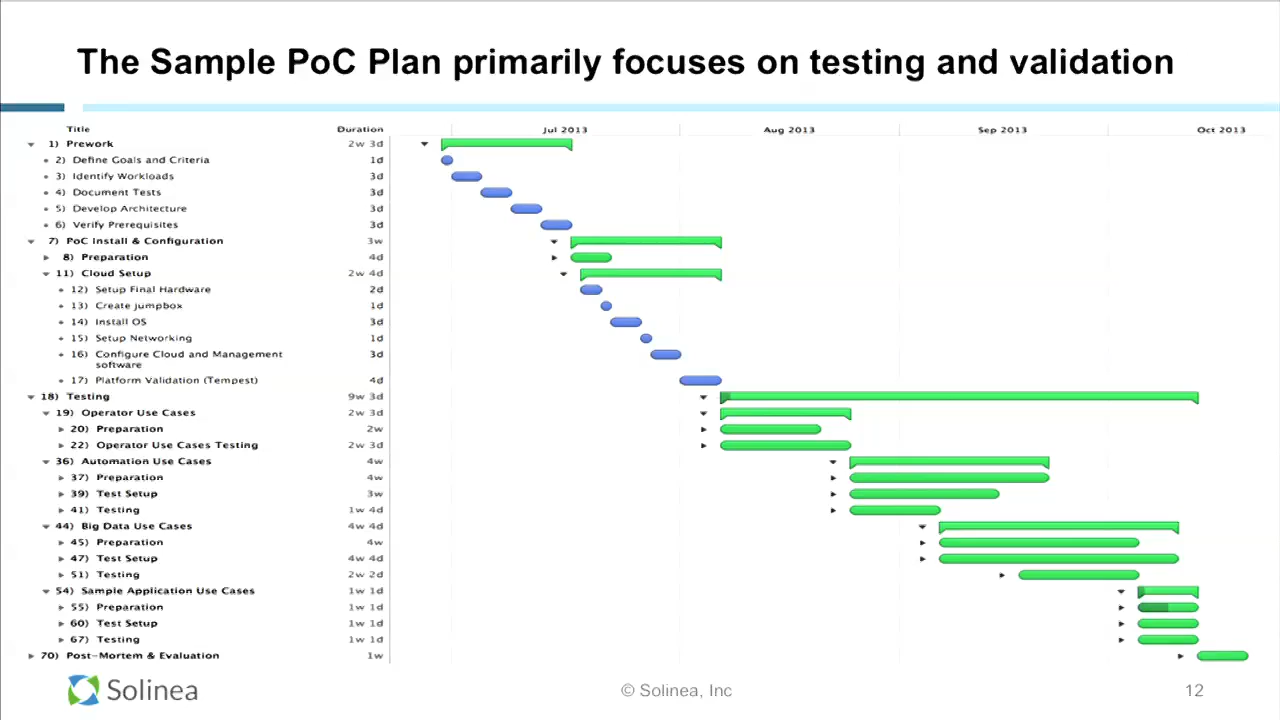 The Sample PoC Plan primarily focuses on testing and validation
Title Duration Jul 2013 Aug 2013 Sep 2013 Oct 2013
1) Prework 2w 3d
2) Define Goals and Criteria 1d
3) Identify Workloads 3d
4) Document Tests 3d
5) Develop Architecture 3d
6) Verify Prerequisites 3d
7) PoC Install & Configuration 3w
8) Preparation 4d
11) Cloud Setup 2w 4d
12) Setup Final Hardware 2d
13) Create jumpbox 1d
14) Install OS 3d
15) Setup Networking 1d
16) Configure Cloud and Management 3d
software
17) Platform Validation (Tempest) 4d
18) Testing 9w 3d
19) Operator Use Cases 2w 3d
20) Preparation 2w
22) Operator Use Cases Testing 2w 3d
36) Automation Use Cases 4w
37) Preparation 4w
39) Test Setup 3w
41) Testing 1w 4d
44) Big Data Use Cases 4w 4d
45) Preparation 4w
47) Test Setup 4w 4d
51) Testing 2w 2d
54) Sample Application Use Cases 1w 1d
55) Preparation 1w 1d
60) Test Setup 1w 1d
67) Testing 1w 1d
70) Post-Mortem & Evaluation 1w
Solinea © Solinea, Inc 12